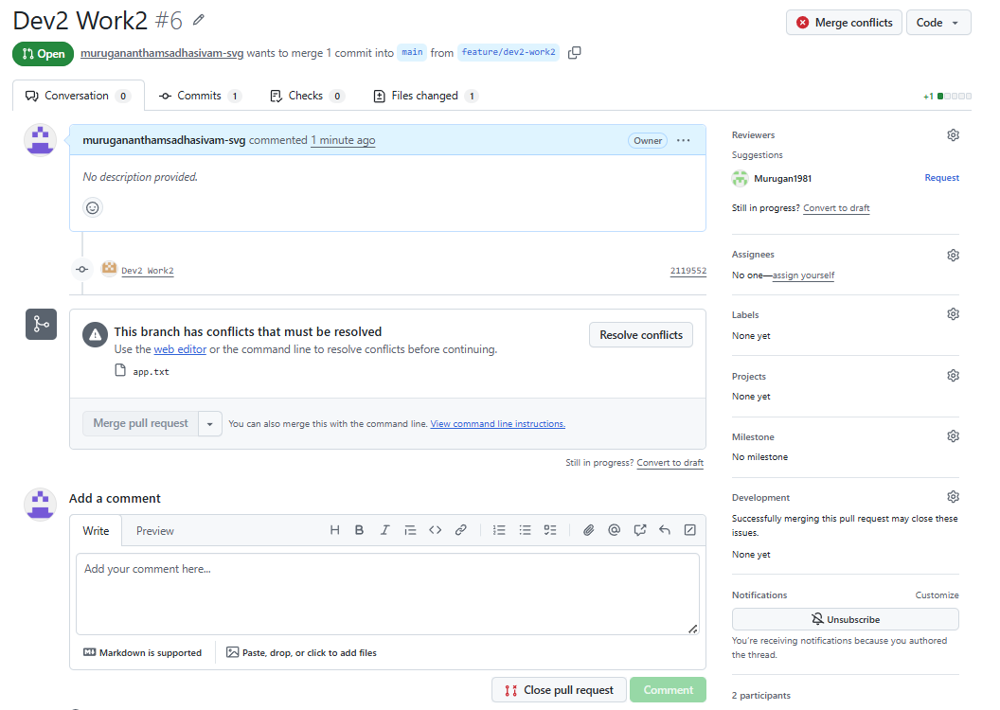 Dev2 Work2 #6
Merge conflicts
Code
Open
murugananthamsadhasivam-svg wants to merge 1 commit into main from feature/dev2-work2
Conversation 0
Commits 1
Checks 0
Files changed 1
+1
murugananthamsadhasivam-svg commented 1 minute ago
Owner
No description provided.
Dev2 Work2
2119552
This branch has conflicts that must be resolved
Use the web editor or the command line to resolve conflicts before continuing.
app.txt
Resolve conflicts
Merge pull request
You can also merge this with the command line. View command line instructions.
Still in progress? Convert to draft
Add a comment
Write
Preview
Add your comment here...
Markdown is supported
Paste, drop, or click to add files
Close pull request
Comment
Reviewers
Suggestions
Murugan1981
Request
Still in progress? Convert to draft
Assignees
No one—assign yourself
Labels
None yet
Projects
None yet
Milestone
No milestone
Development
Successfully merging this pull request may close these
issues.
None yet
Notifications
Customize
Unsubscribe
You're receiving notifications because you authored
the thread.
2 participants